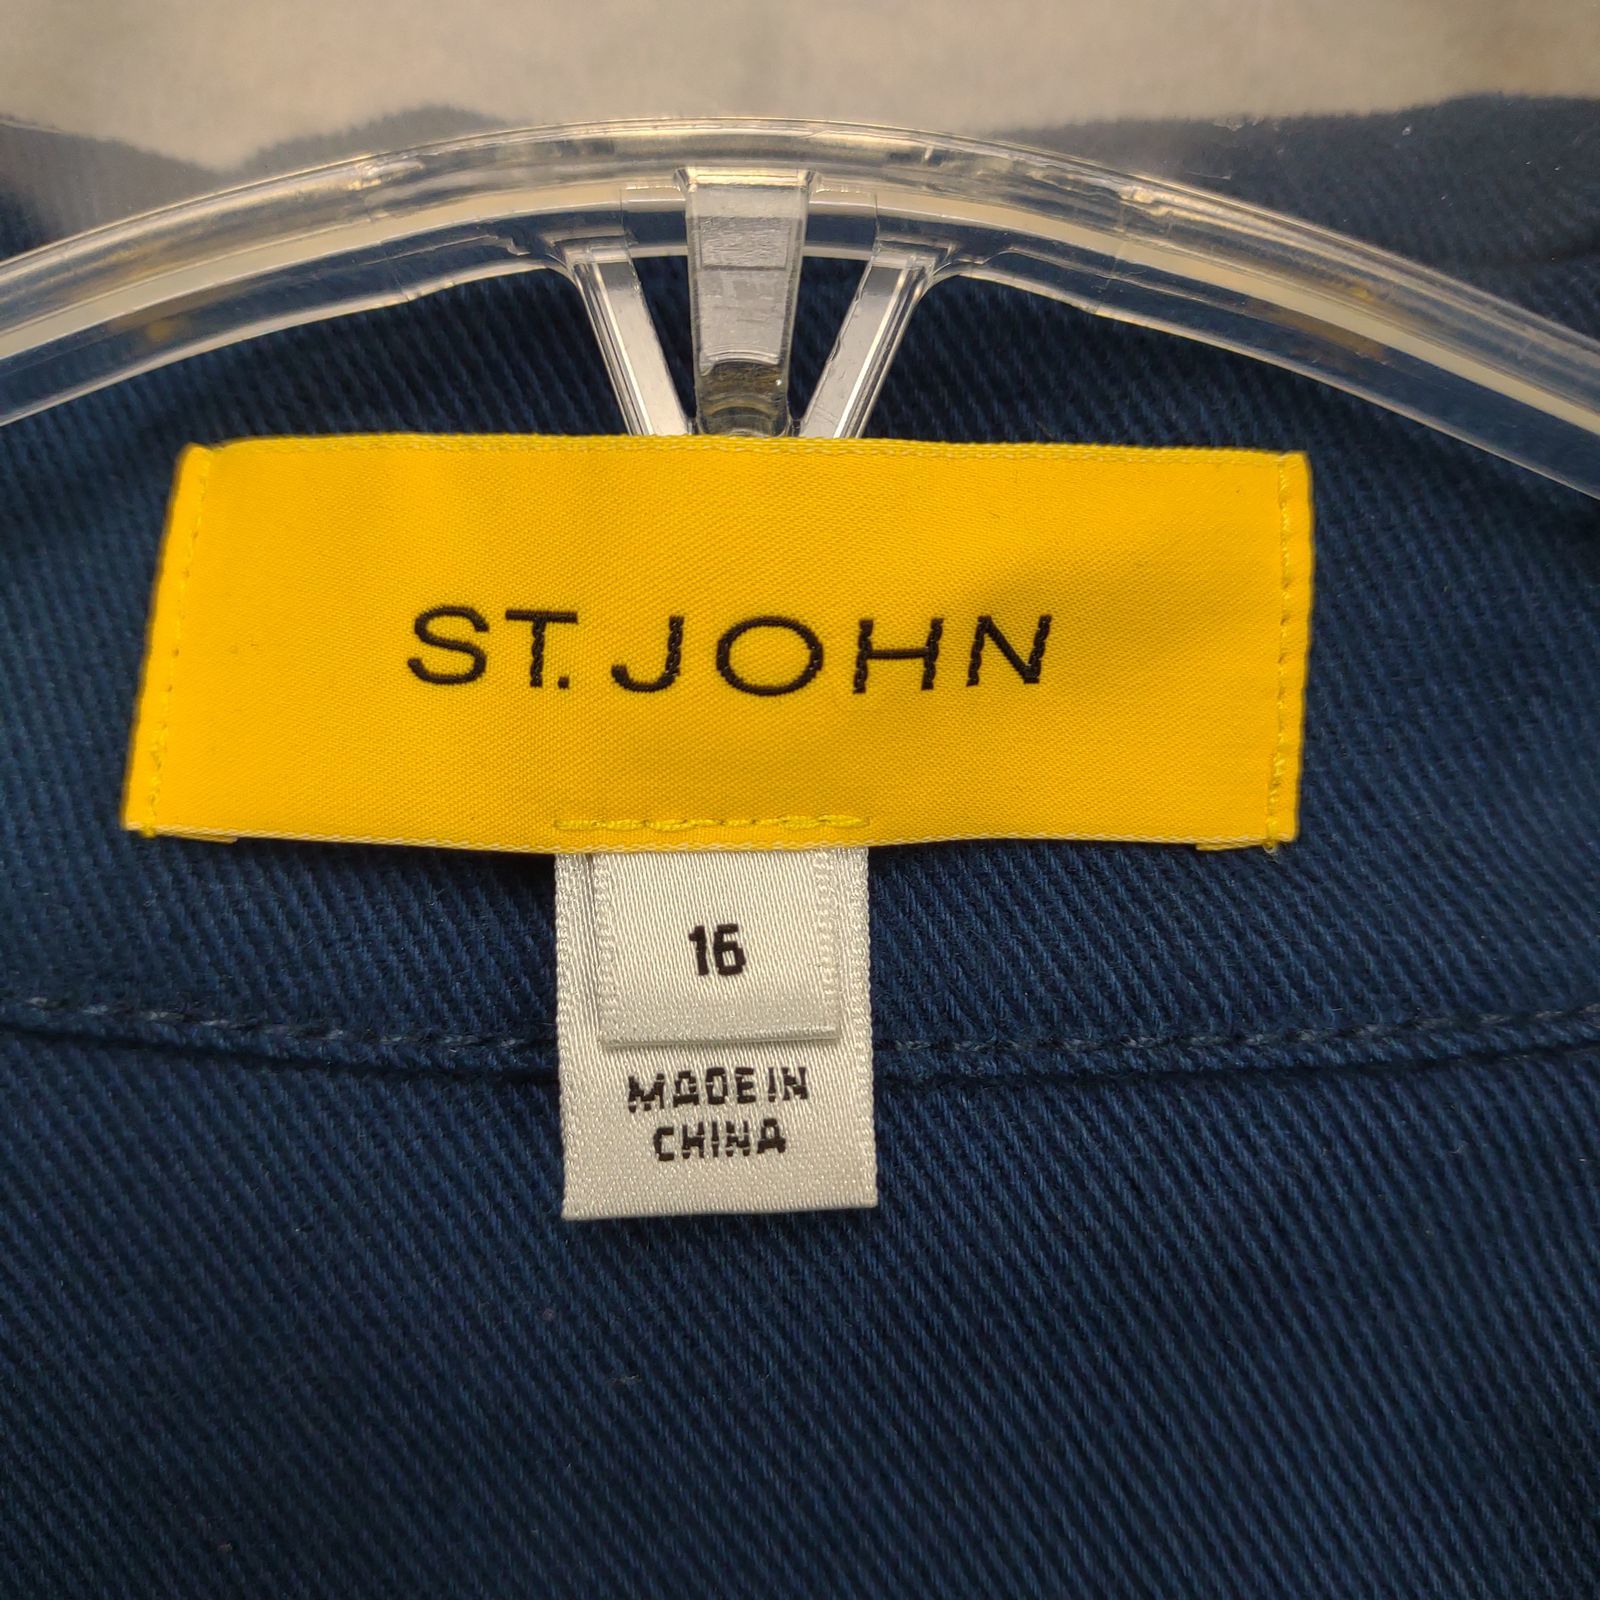 ST. JOHN
16
MADE IN
CHINA